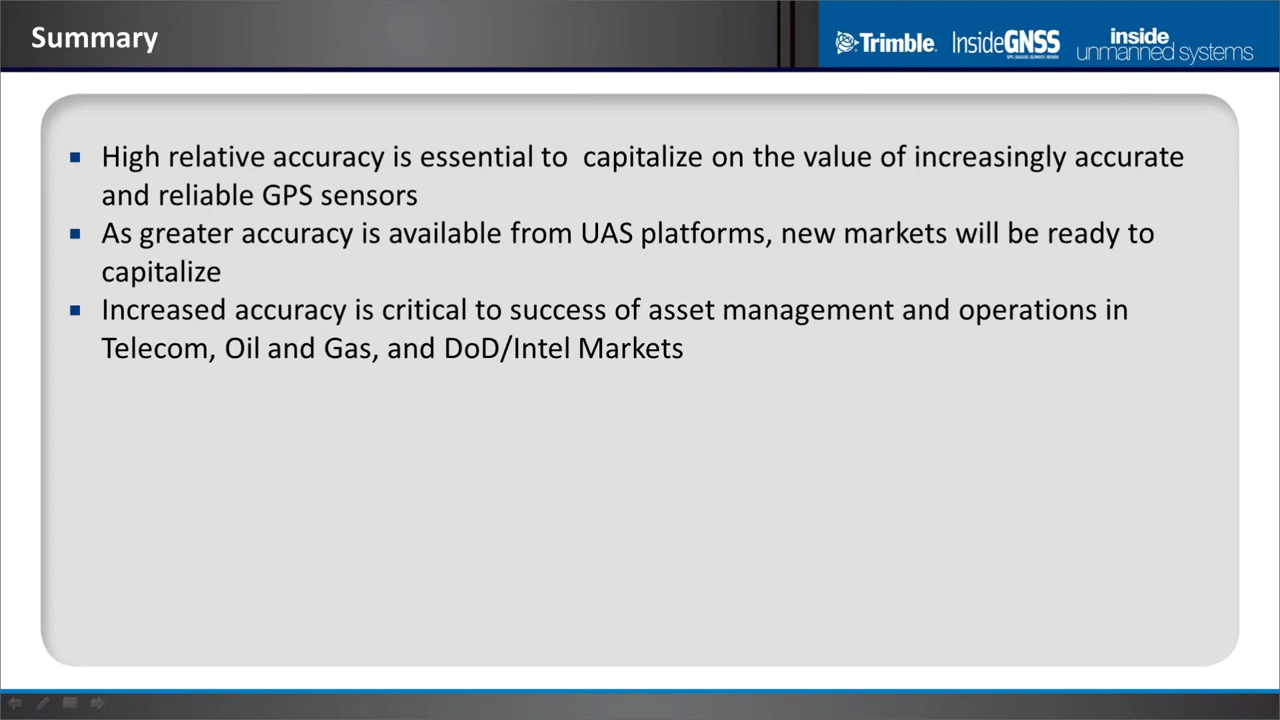 Summary
Trimble
InsideGNSS
inside
unmanned systems
▪ High relative accuracy is essential to  capitalize on the value of increasingly accurate
and reliable GPS sensors
▪ As greater accuracy is available from UAS platforms, new markets will be ready to
capitalize
▪ Increased accuracy is critical to success of asset management and operations in
Telecom, Oil and Gas, and DoD/Intel Markets